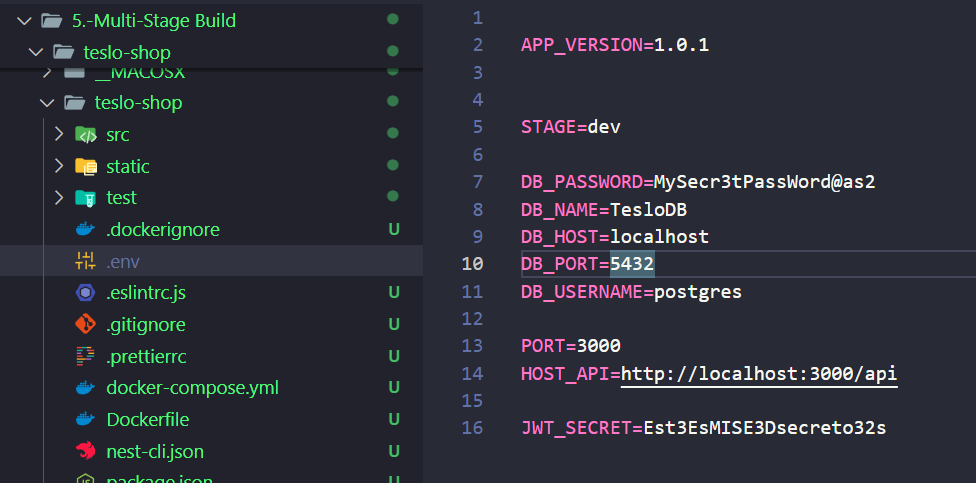 5.-Multi-Stage Build
teslo-shop
__MACOSX
teslo-shop
src
static
test
.dockerignore U
.env
.eslintrc.js U
.gitignore U
.prettierrc U
docker-compose.yml U
Dockerfile U
nest-cli.json U
package.json
1
2 APP_VERSION=1.0.1
3
4
5 STAGE=dev
6
7 DB_PASSWORD=MySecr3tPassWord@as2
8 DB_NAME=TesloDB
9 DB_HOST=localhost
10 DB_PORT=5432
11 DB_USERNAME=postgres
12
13 PORT=3000
14 HOST_API=http://localhost:3000/api
15
16 JWT_SECRET=Est3EsMISE3Dsecreto32s